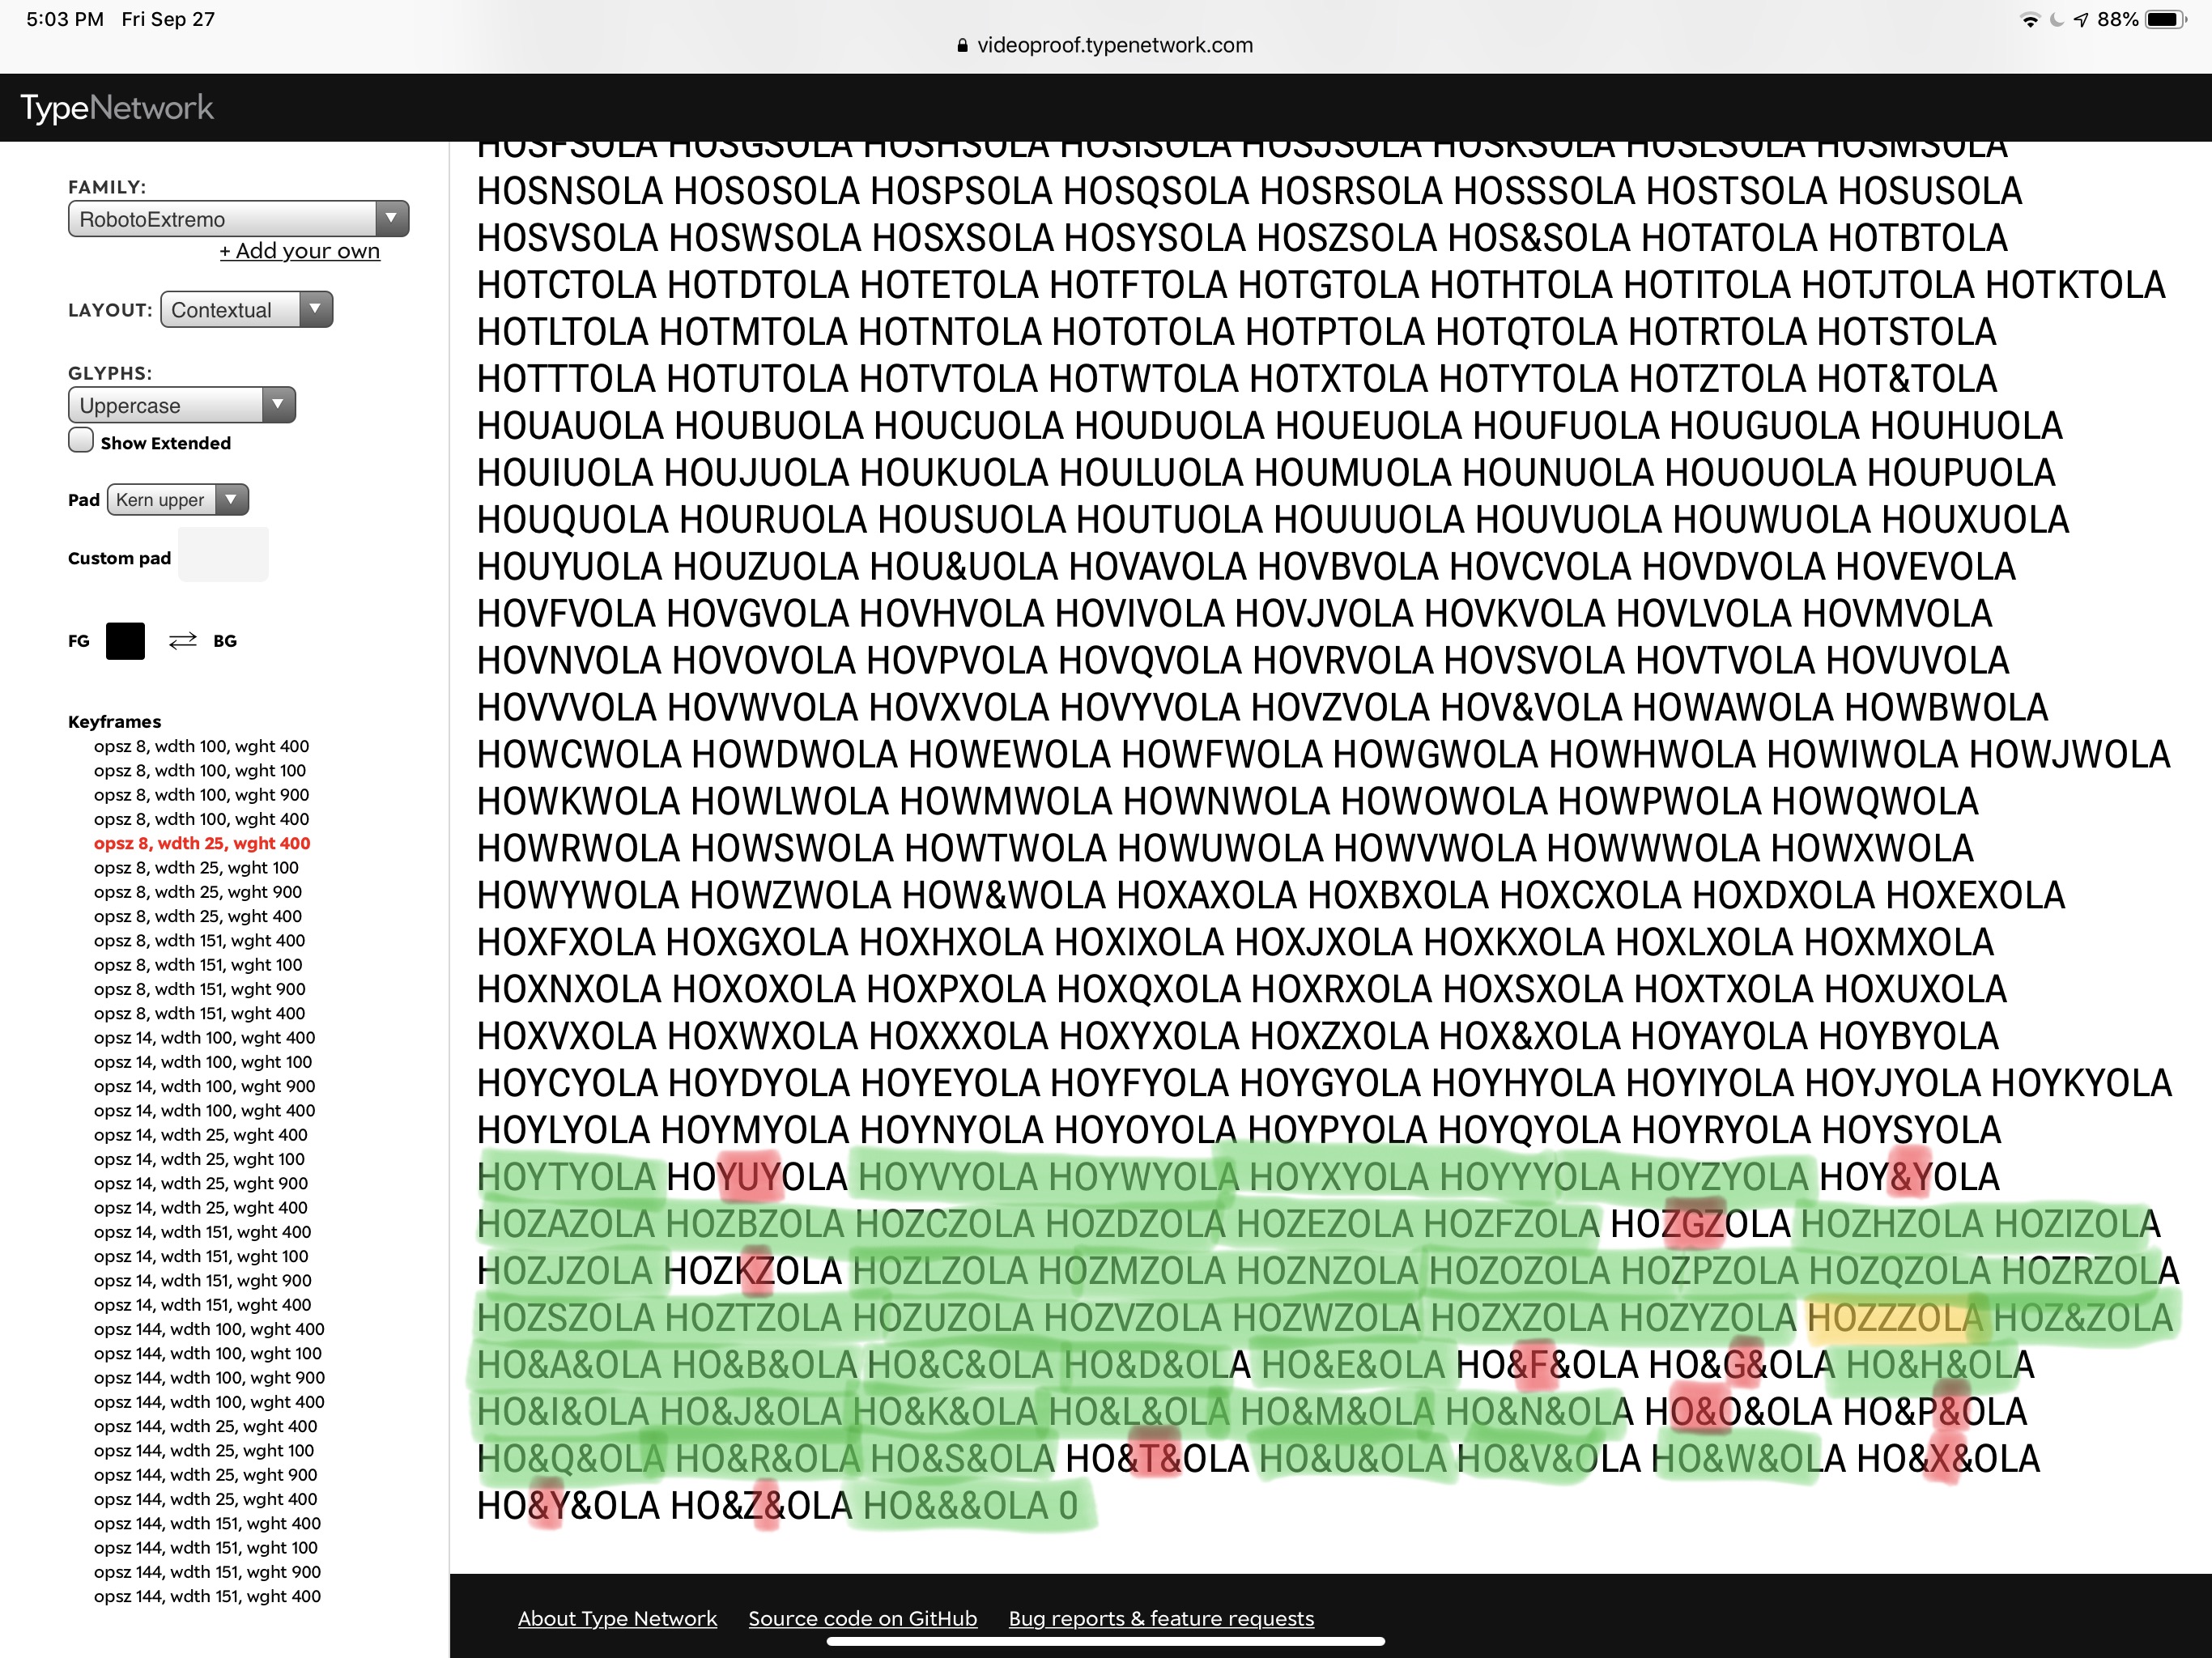 5:03 PM Fri Sep 27
88%
videoproof.typenetwork.com
TypeNetwork
FAMILY:
RobotoExtremo
+ Add your own
LAYOUT: Contextual
GLYPHS:
Uppercase
Show Extended
Pad Kern upper
Custom pad
FG BG
Keyframes
opsz 8, wdth 100, wght 400
opsz 8, wdth 100, wght 100
opsz 8, wdth 100, wght 900
opsz 8, wdth 100, wght 400
opsz 8, wdth 25, wght 400
opsz 8, wdth 25, wght 100
opsz 8, wdth 25, wght 900
opsz 8, wdth 25, wght 400
opsz 8, wdth 151, wght 400
opsz 8, wdth 151, wght 100
opsz 8, wdth 151, wght 900
opsz 8, wdth 151, wght 400
opsz 14, wdth 100, wght 400
opsz 14, wdth 100, wght 100
opsz 14, wdth 100, wght 900
opsz 14, wdth 100, wght 400
opsz 14, wdth 25, wght 400
opsz 14, wdth 25, wght 100
opsz 14, wdth 25, wght 900
opsz 14, wdth 25, wght 400
opsz 14, wdth 151, wght 400
opsz 14, wdth 151, wght 100
opsz 14, wdth 151, wght 900
opsz 14, wdth 151, wght 400
opsz 144, wdth 100, wght 400
opsz 144, wdth 100, wght 100
opsz 144, wdth 100, wght 900
opsz 144, wdth 100, wght 400
opsz 144, wdth 25, wght 400
opsz 144, wdth 25, wght 100
opsz 144, wdth 25, wght 900
opsz 144, wdth 25, wght 400
opsz 144, wdth 151, wght 400
opsz 144, wdth 151, wght 100
opsz 144, wdth 151, wght 900
opsz 144, wdth 151, wght 400
HOSFSOLA HOSGSOLA HOSHSOLA HOSISOLA HOSJSOLA HOSKSOLA HOSLSOLA HOSMSOLA
HOSNSOLA HOSOSOLA HOSPSOLA HOSQSOLA HOSRSOLA HOSSSOLA HOSTSOLA HOSUSOLA
HOSVSOLA HOSWSOLA HOSXSOLA HOSYSOLA HOSZSOLA HOS&SOLA HOTATOLA HOTBTOLA
HOTCTOLA HOTDTOLA HOTETOLA HOTFTOLA HOTGTOLA HOTHTOLA HOTITOLA HOTJTOLA HOTKTOLA
HOTLTOLA HOTMTOLA HOTNTOLA HOTOTOLA HOTPTOLA HOTQTOLA HOTRTOLA HOTSTOLA
HOTTTOLA HOTUTOLA HOTVTOLA HOTWTOLA HOTXTOLA HOTYTOLA HOTZTOLA HOT&TOLA
HOUAUOLA HOUBUOLA HOUCUOLA HOUDUOLA HOUEUOLA HOUFUOLA HOUGUOLA HOUHUOLA
HOUIUOLA HOUJUOLA HOUKUOLA HOULUOLA HOUMUOLA HOUNUOLA HOUOUOLA HOUPUOLA
HOUQUOLA HOURUOLA HOUSUOLA HOUTUOLA HOUUUOLA HOUVUOLA HOUWUOLA HOUXUOLA
HOUYUOLA HOUZUOLA HOU&UOLA HOVAVOLA HOVBVOLA HOVCVOLA HOVDVOLA HOVEVOLA
HOVFVOLA HOVGVOLA HOVHVOLA HOVIVOLA HOVJVOLA HOVKVOLA HOVLVOLA HOVMVOLA
HOVNVOLA HOVOVOLA HOVPVOLA HOVQVOLA HOVRVOLA HOVSVOLA HOVTVOLA HOVUVOLA
HOVVVOLA HOVWVOLA HOVXVOLA HOVYVOLA HOVZVOLA HOV&VOLA HOWAWOLA HOWBWOLA
HOWCWOLA HOWDWOLA HOWEWOLA HOWFWOLA HOWGWOLA HOWHWOLA HOWIWOLA HOWJWOLA
HOWKWOLA HOWLWOLA HOWMWOLA HOWNWOLA HOWOWOLA HOWPWOLA HOWQWOLA
HOWRWOLA HOWSWOLA HOWTWOLA HOWUWOLA HOWVWOLA HOWWWOLA HOWXWOLA
HOWYWOLA HOWZWOLA HOW&WOLA HOXAXOLA HOXBXOLA HOXCXOLA HOXDXOLA HOXEXOLA
HOXFXOLA HOXGXOLA HOXHXOLA HOXIXOLA HOXJXOLA HOXKXOLA HOXLXOLA HOXMXOLA
HOXNXOLA HOXOXOLA HOXPXOLA HOXQXOLA HOXRXOLA HOXSXOLA HOXTXOLA HOXUXOLA
HOXVXOLA HOXWXOLA HOXXXOLA HOXYXOLA HOXZXOLA HOX&XOLA HOYAYOLA HOYBYOLA
HOYCYOLA HOYDYOLA HOYEYOLA HOYFYOLA HOYGYOLA HOYHYOLA HOYIYOLA HOYJYOLA HOYKYOLA
HOYLYOLA HOYMYOLA HOYNYOLA HOYOYOLA HOYPYOLA HOYQYOLA HOYRYOLA HOYSYOLA
HOYTYOLA HOYUYOLA HOYVYOLA HOYWYOLA HOYXYOLA HOYYYOLA HOYZYOLA HOY&YOLA
HOZAZOLA HOZBZOLA HOZCZOLA HOZDZOLA HOZEZOLA HOZFZOLA HOZGZOLA HOZHZOLA HOZIZOLA
HOZJZOLA HOZKZOLA HOZLZOLA HOZMZOLA HOZNZOLA HOZOZOLA HOZPZOLA HOZQZOLA HOZRZOLA
HOZSZOLA HOZTZOLA HOZUZOLA HOZVZOLA HOZWZOLA HOZXZOLA HOZYZOLA HOZZZOLA HOZ&ZOLA
HO&A&OLA HO&B&OLA HO&C&OLA HO&D&OLA HO&E&OLA HO&F&OLA HO&G&OLA HO&H&OLA
HO&I&OLA HO&J&OLA HO&K&OLA HO&L&OLA HO&M&OLA HO&N&OLA HO&O&OLA HO&P&OLA
HO&Q&OLA HO&R&OLA HO&S&OLA HO&T&OLA HO&U&OLA HO&V&OLA HO&W&OLA HO&X&OLA
HO&Y&OLA HO&Z&OLA HO&&&OLA O
About Type Network Source code on GitHub Bug reports & feature requests